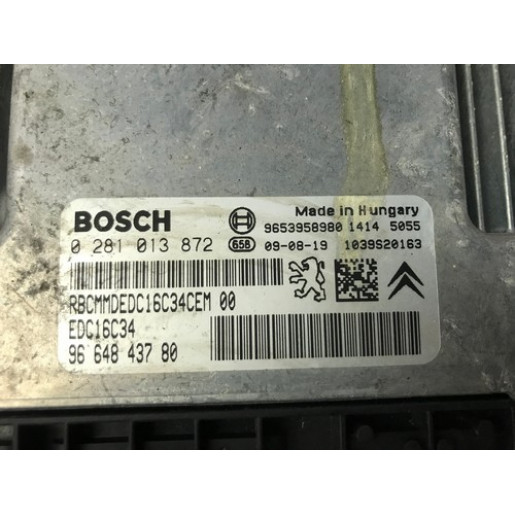 BOSCH
Made in Hungary
9653958980 1414 5055
0 281 013 872 658 09-08-19 1039S20163
RBCMMDEDC16C34CEM 00
EDC16C34
96 648 437 80